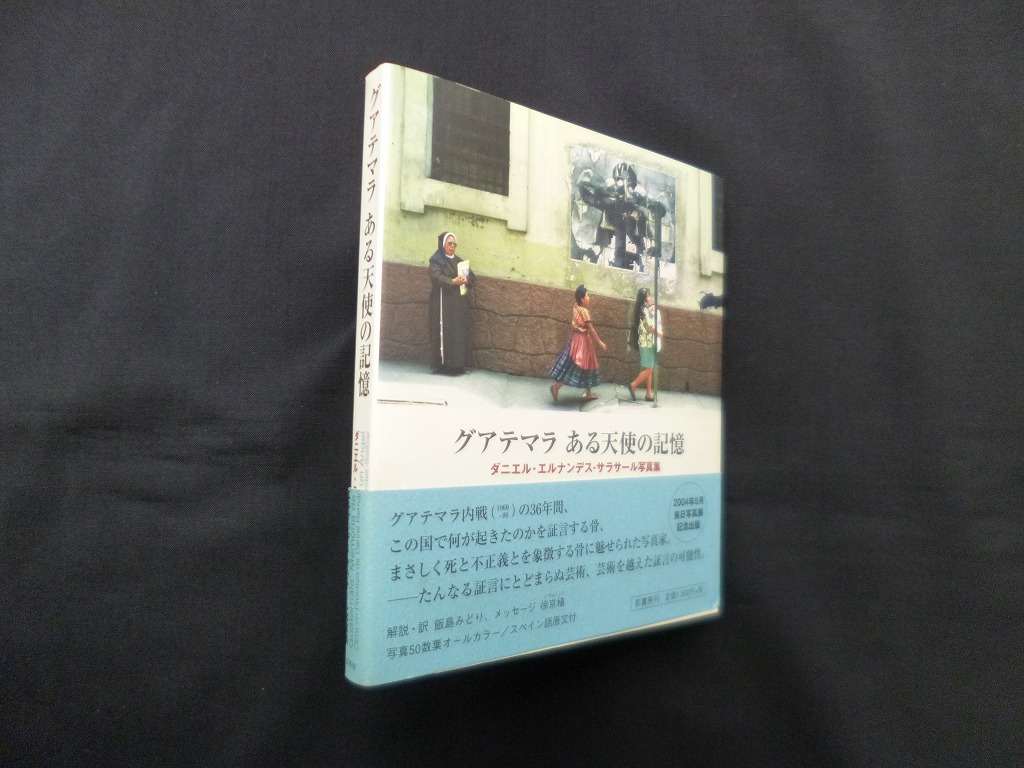 グアテマラ ある天使の記憶
ダニエル・
グアテマラ ある天使の記憶
ダニエル・エルナンデス-サラサール写真集
2004年5月
来日写真展
記念出版
グアテマラ内戦(1960-96)の36年間、
この国で何が起きたのかを証言する骨、
まさしく死と不正義とを象徴する骨に魅せられた写真家。
――たんなる証言にとどまらぬ芸術、芸術を越えた証言の可能性。
解説・訳 飯島みどり、メッセージ 徐京植
写真50数葉オールカラー/スペイン語原文付
影書房刊